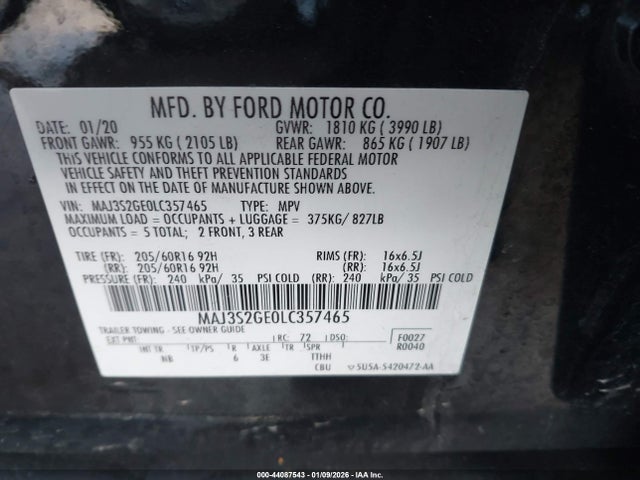 MFD. BY FORD MOTOR CO.
DATE: 01/20 GVWR: 1810 KG ( 3990 LB)
FRONT GAWR: 955 KG ( 2105 LB) REAR GAWR: 865 KG ( 1907 LB)
THIS VEHICLE CONFORMS TO ALL APPLICABLE FEDERAL MOTOR
VEHICLE SAFETY AND THEFT PREVENTION STANDARDS
IN EFFECT ON THE DATE OF MANUFACTURE SHOWN ABOVE.
VIN: MAJ3S2GE0LC357465 TYPE: MPV
MAXIMUM LOAD = OCCUPANTS + LUGGAGE = 375KG/ 827LB
OCCUPANTS = 5 TOTAL; 2 FRONT, 3 REAR
TIRE (FR): 205/60R16 92H RIMS (FR): 16x6.5J
(RR): 205/60R16 92H (RR): 16x6.5J
PRESSURE (FR): 240 kPa/ 35 PSI COLD (RR): 240 kPa/ 35 PSI COLD
MAJ3S2GE0LC357465
TRAILER TOWING - SEE OWNER GUIDE
EXT PNT RC: 72 DSO: F0027
R0040
INT TR TP/PS R AXLE TR SPR
NB 6 3E TTHH
CBU 5U5A-S420472-AA
000-44087543 - 01/09/2026 - IAA Inc.